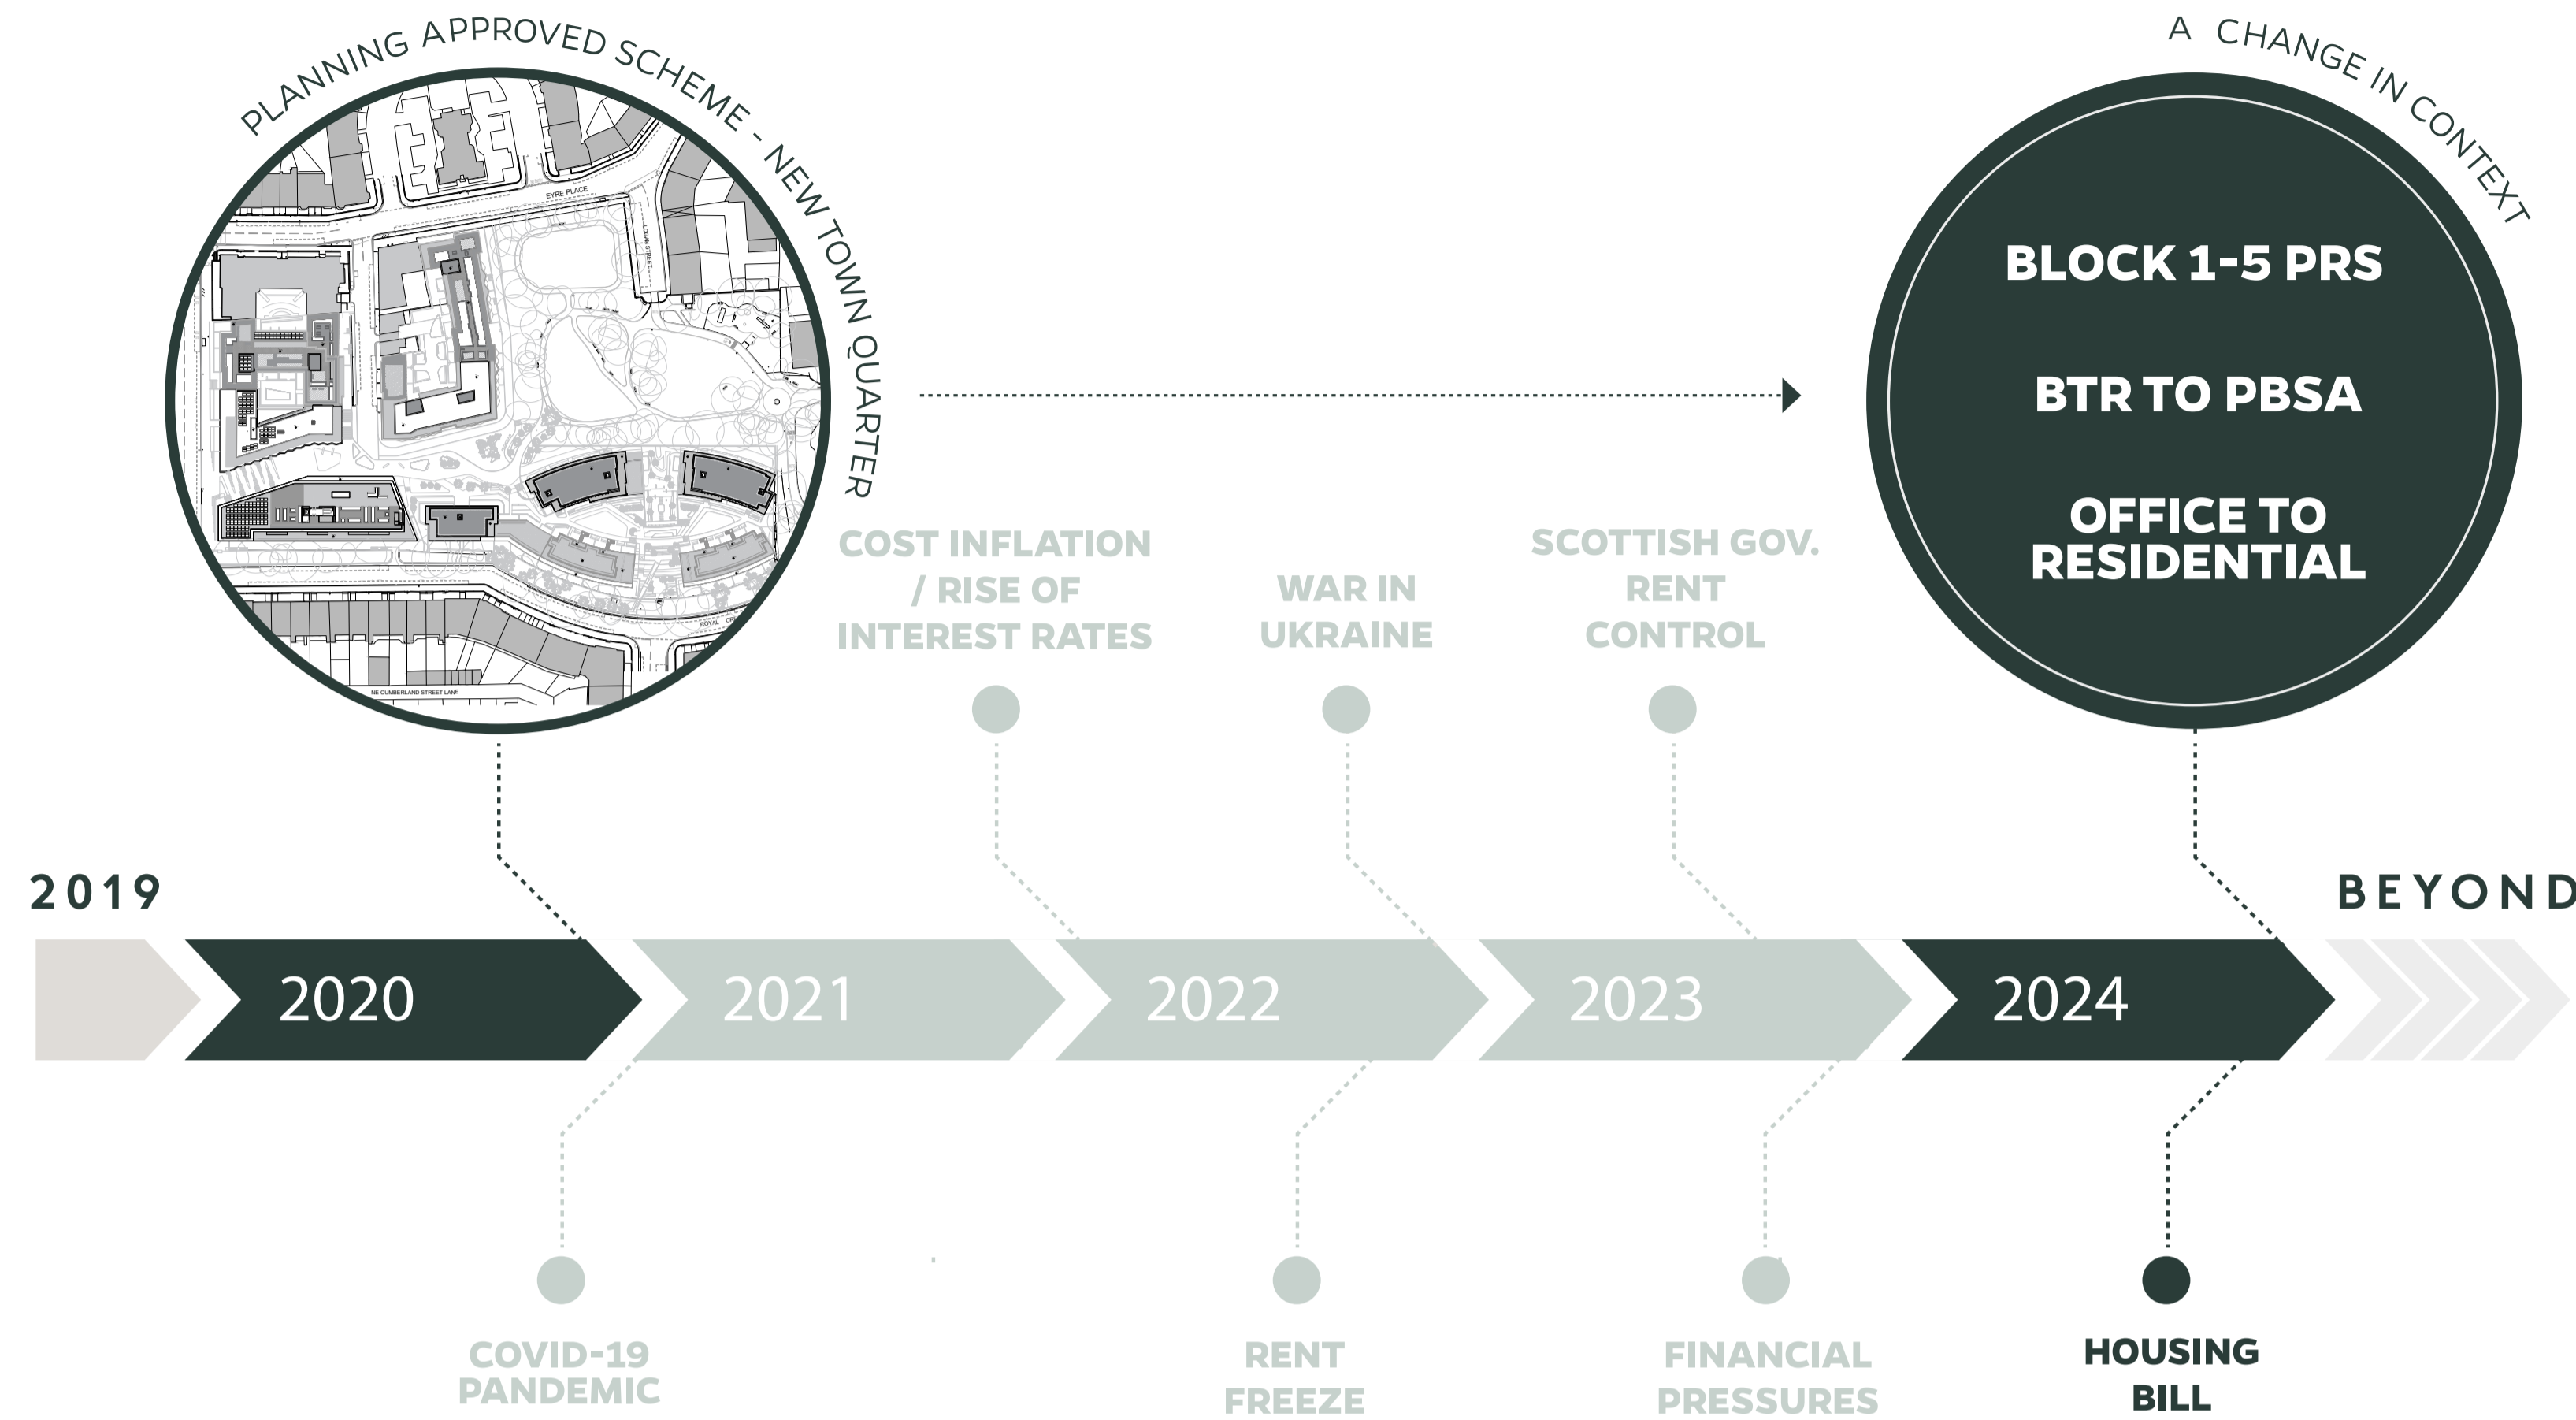 PLANNING APPROVED SCHEME - NEW TOWN QUARTER
A CHANGE IN CONTEXT
EYRE PLACE
LOGAN STREET
NE CUMBERLAND STREET LANE
BLOCK 1-5 PRS
BTR TO PBSA
OFFICE TO
RESIDENTIAL
COST INFLATION
/ RISE OF
INTEREST RATES
WAR IN
UKRAINE
SCOTTISH GOV.
RENT
CONTROL
2019
BEYOND
2020
2021
2022
2023
2024
COVID-19
PANDEMIC
RENT
FREEZE
FINANCIAL
PRESSURES
HOUSING
BILL